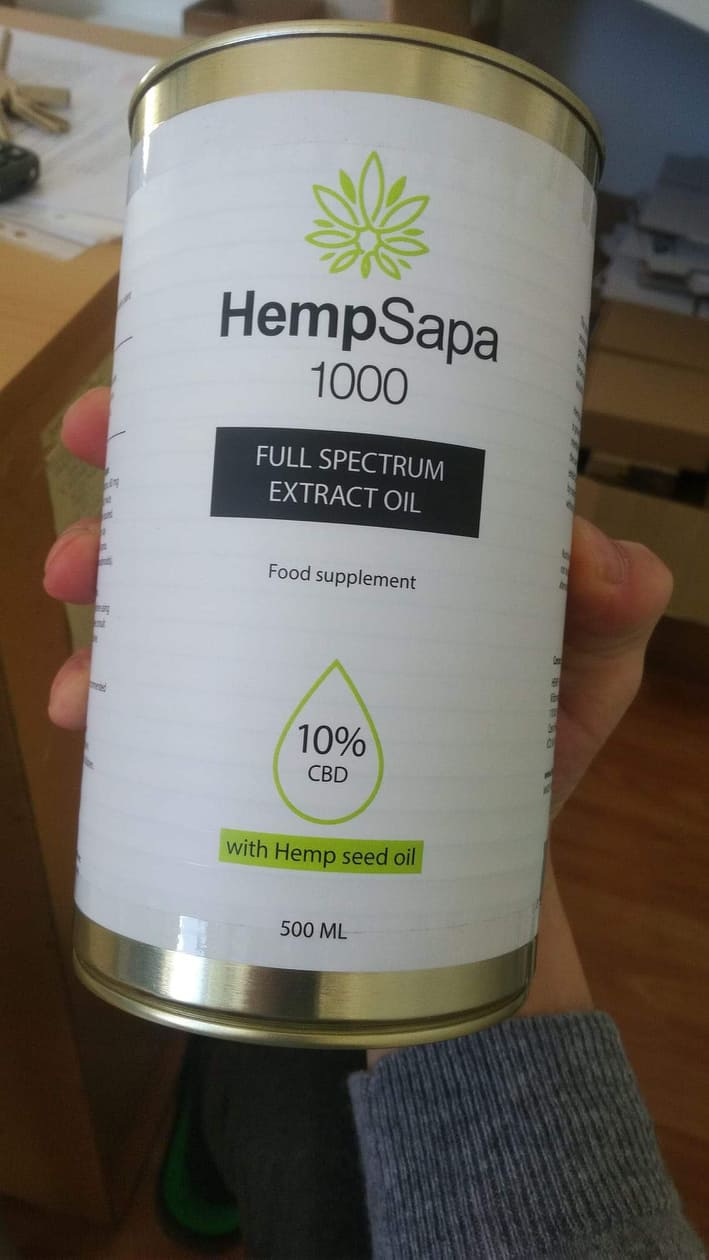 HempSapa
1000
FULL SPECTRUM
EXTRACT OIL
Food supplement
10%
CBD
with Hemp seed oil
500 ML